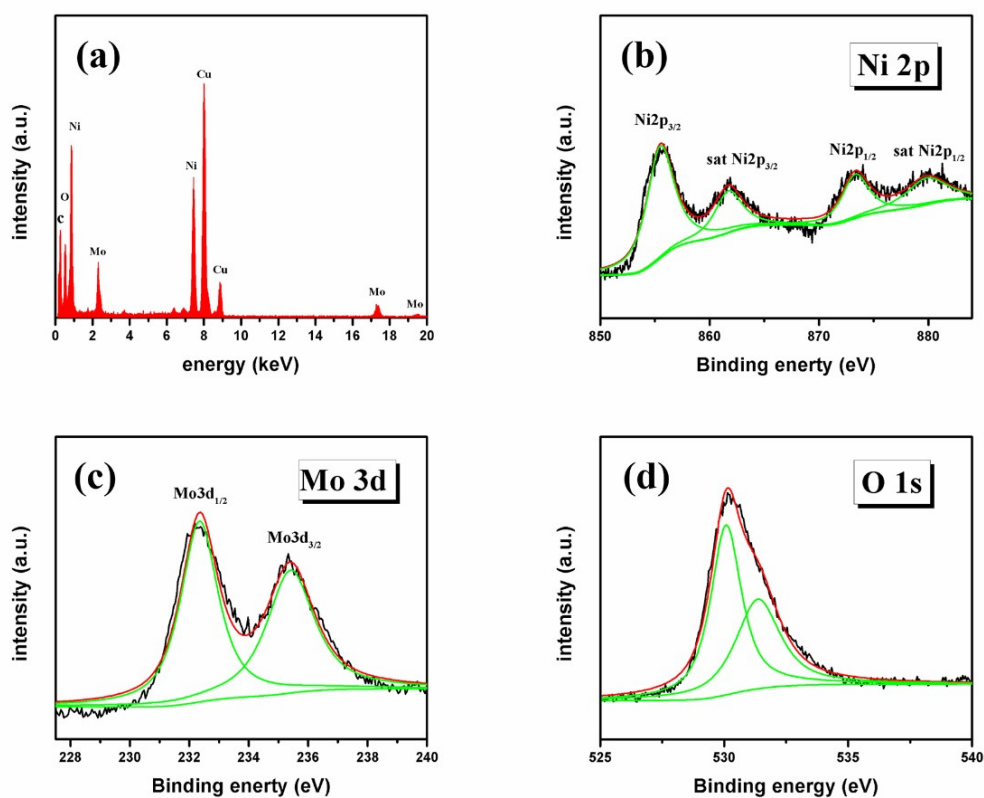 (a)
Cu
Ni
Ni
O
C
Mo
Cu
Mo
Mo
0 2 4 6 8 10 12 14 16 18 20
energy (keV)
intensity (a.u.)
(b)
Ni 2p
Ni2p3/2
sat Ni2p3/2
Ni2p1/2
sat Ni2p1/2
850 860 870 880
Binding enerty (eV)
intensity (a.u.)
(c)
Mo 3d
Mo3d1/2
Mo3d3/2
228 230 232 234 236 238 240
Binding enerty (eV)
intensity (a.u.)
(d)
O 1s
525 530 535 540
Binding energy (eV)
intensity (a.u.)